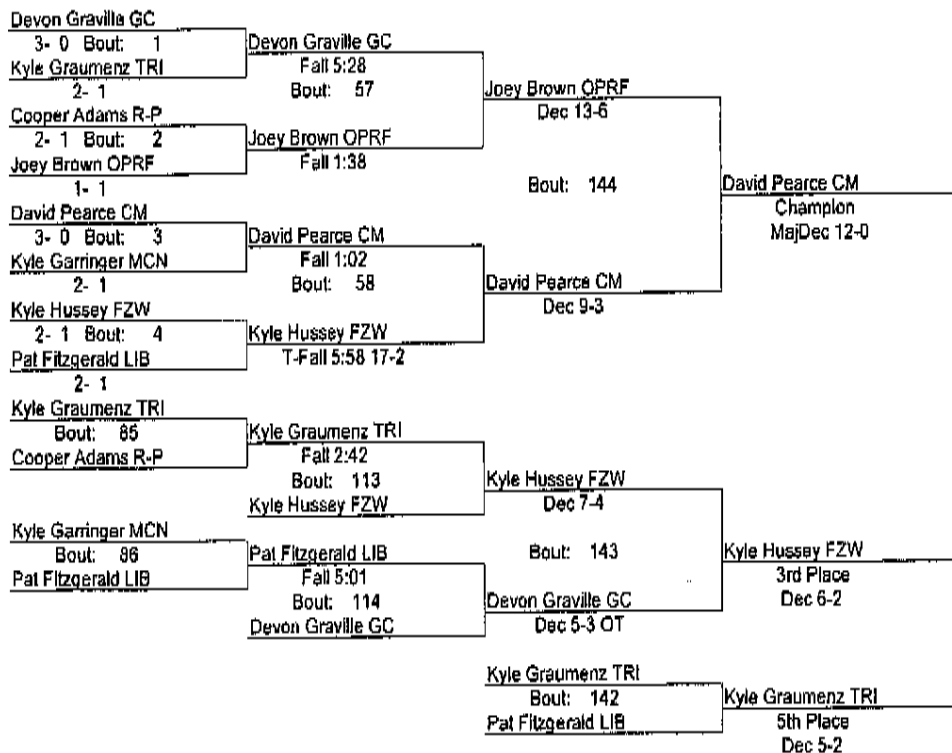 Devon Graville GC
3- 0 Bout: 1
Kyle Graumenz TRI
2- 1
Cooper Adams R-P
2- 1 Bout: 2
Joey Brown OPRF
1- 1
David Pearce CM
3- 0 Bout: 3
Kyle Garringer MCN
2- 1
Kyle Hussey FZW
2- 1 Bout: 4
Pat Fitzgerald LIB
2- 1
Devon Graville GC
Fall 5:28
Bout: 57
Joey Brown OPRF
Fall 1:38
David Pearce CM
Fall 1:02
Bout: 58
Kyle Hussey FZW
T-Fall 5:58 17-2
Joey Brown OPRF
Dec 13-6
Bout: 144
David Pearce CM
Dec 9-3
David Pearce CM
Champion
MajDec 12-0
Kyle Graumenz TRI
Bout: 85
Cooper Adams R-P
Kyle Garringer MCN
Bout: 86
Pat Fitzgerald LIB
Kyle Graumenz TRI
Fall 2:42
Bout: 113
Kyle Hussey FZW
Pat Fitzgerald LIB
Fall 5:01
Bout: 114
Devon Graville GC
Kyle Hussey FZW
Dec 7-4
Bout: 143
Devon Graville GC
Dec 5-3 OT
Kyle Hussey FZW
3rd Place
Dec 6-2
Kyle Graumenz TRI
Bout: 142
Pat Fitzgerald LIB
Kyle Graumenz TRI
5th Place
Dec 5-2